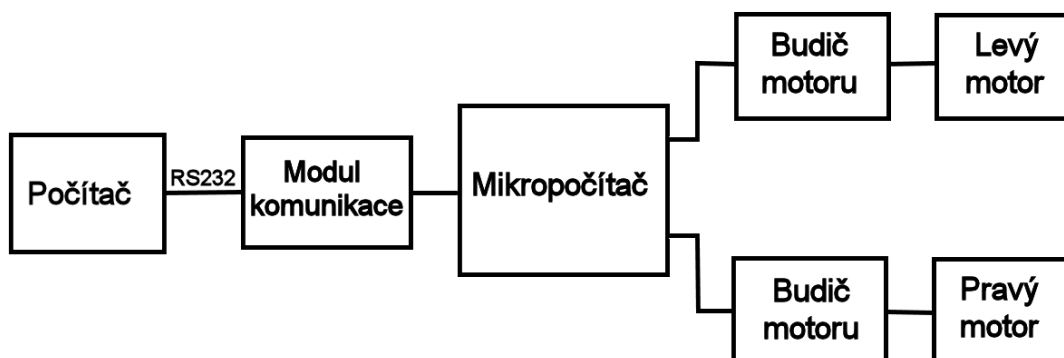 Počítač
RS232
Modul
komunikace
Mikropočítač
Budič
motoru
Levý
motor
Budič
motoru
Pravý
motor